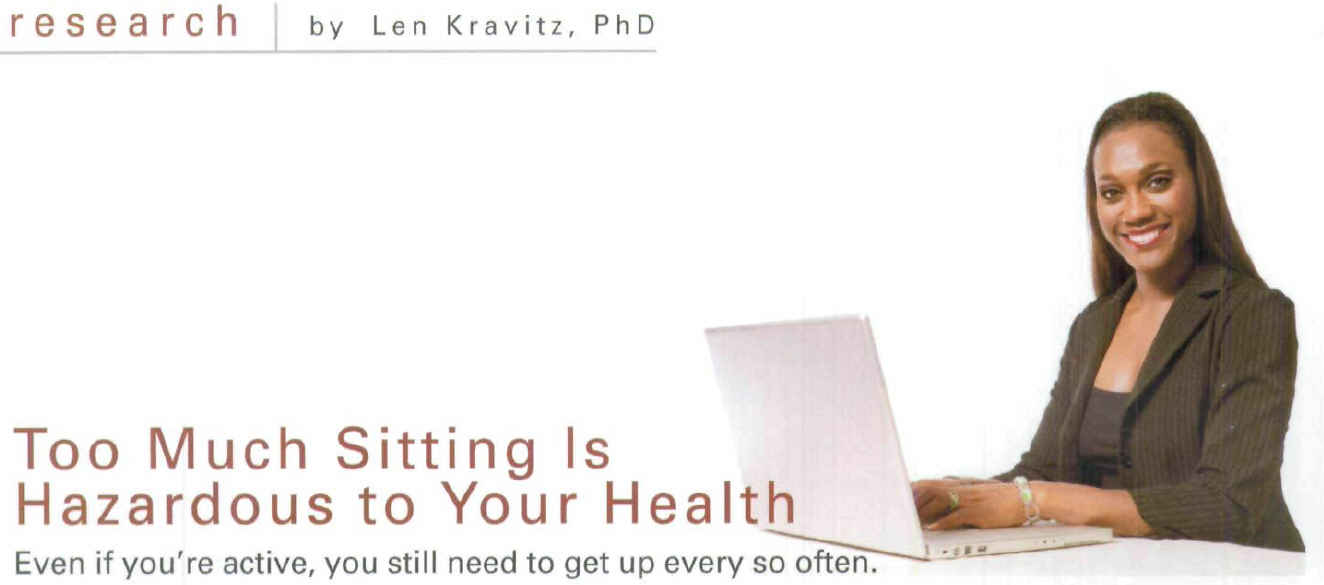 research | by Len Kravitz, PhD
Too Much Sitting Is
Hazardous to Your Health
Even if you're active, you still need to get up every so often.